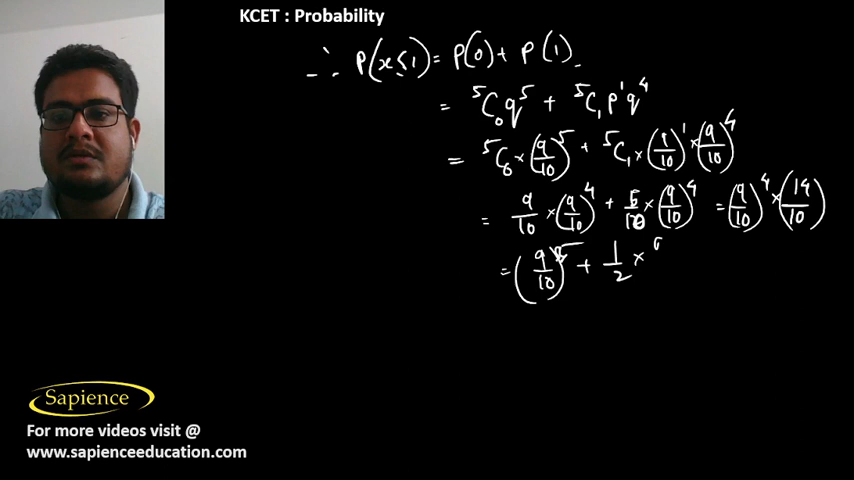 KCET : Probability
∴ P(x≤1) = P(0) + P(1).
= ⁵C₀q⁵ + ⁵C₁p¹q⁴
= ⁵C₀ × (9/10)⁵ + ⁵C₁ × (1/10)¹ × (9/10)⁴
= 9/10 × (9/10)⁴ + 5/10 × (9/10)⁴ = (9/10)⁴ × (14/10)
= (9/10)⁵ + 1/2 ×
Sapience
For more videos visit @
www.sapienceeducation.com